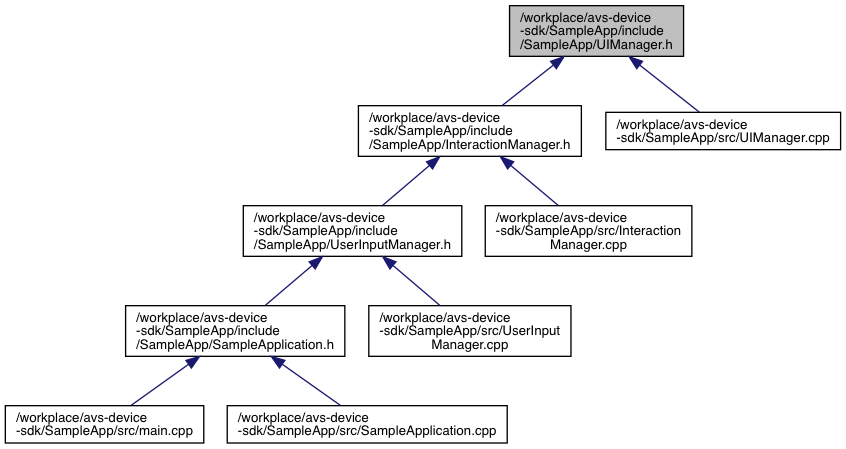 /workplace/avs-device
-sdk/SampleApp/include
/SampleApp/UIManager.h
/workplace/avs-device
-sdk/SampleApp/include
/SampleApp/InteractionManager.h
/workplace/avs-device
-sdk/SampleApp/src/UIManager.cpp
/workplace/avs-device
-sdk/SampleApp/include
/SampleApp/UserInputManager.h
/workplace/avs-device
-sdk/SampleApp/src/Interaction
Manager.cpp
/workplace/avs-device
-sdk/SampleApp/include
/SampleApp/SampleApplication.h
/workplace/avs-device
-sdk/SampleApp/src/UserInput
Manager.cpp
/workplace/avs-device
-sdk/SampleApp/src/main.cpp
/workplace/avs-device
-sdk/SampleApp/src/SampleApplication.cpp